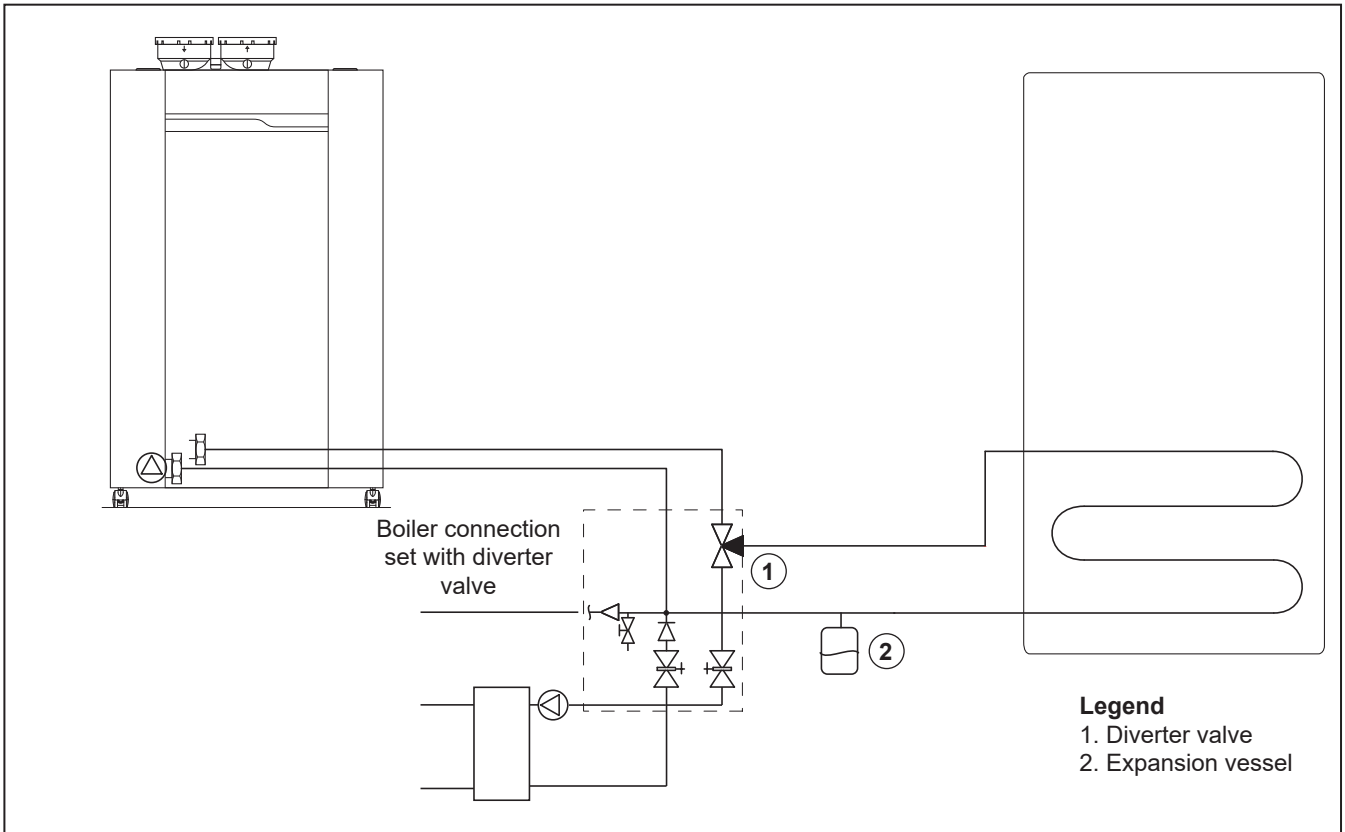 Boiler connection
set with diverter
valve
1
2
Legend
1. Diverter valve
2. Expansion vessel